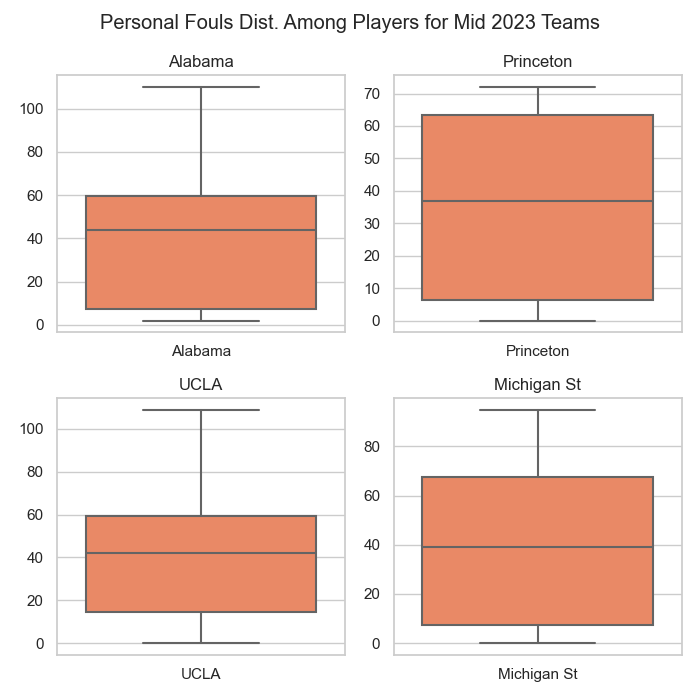 Personal Fouls Dist. Among Players for Mid 2023 Teams
Alabama
100
80
60
40
20
0
Alabama
Princeton
70
60
50
40
30
20
10
0
Princeton
UCLA
100
80
60
40
20
0
UCLA
Michigan St
80
60
40
20
0
Michigan St